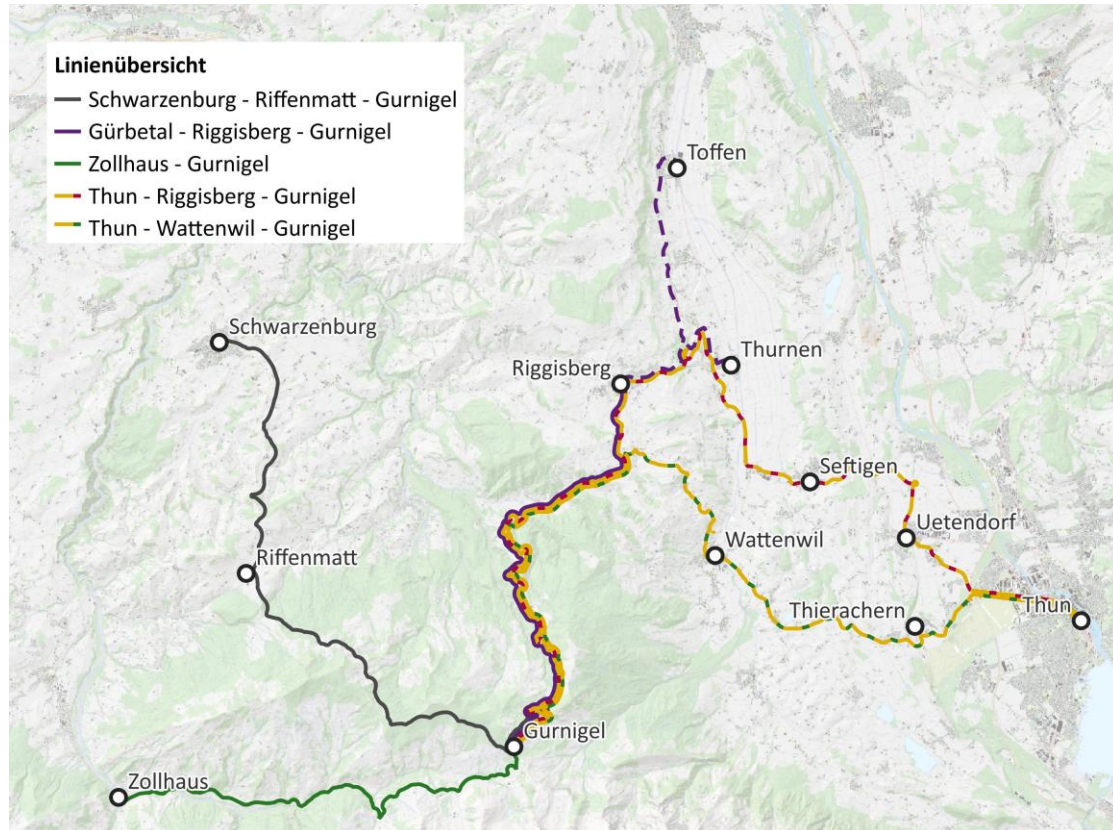 Linienübersicht
Schwarzenburg - Riffenmatt - Gurnigel
Gürbetal - Riggisberg - Gurnigel
Zollhaus - Gurnigel
Thun - Riggisberg - Gurnigel
Thun - Wattenwil - Gurnigel
Toffen
Schwarzenburg
Thurnen
Riggisberg
Seftigen
Uetendorf
Wattenwil
Riffenmatt
Thierachern
Thun
Gurnigel
Zollhaus